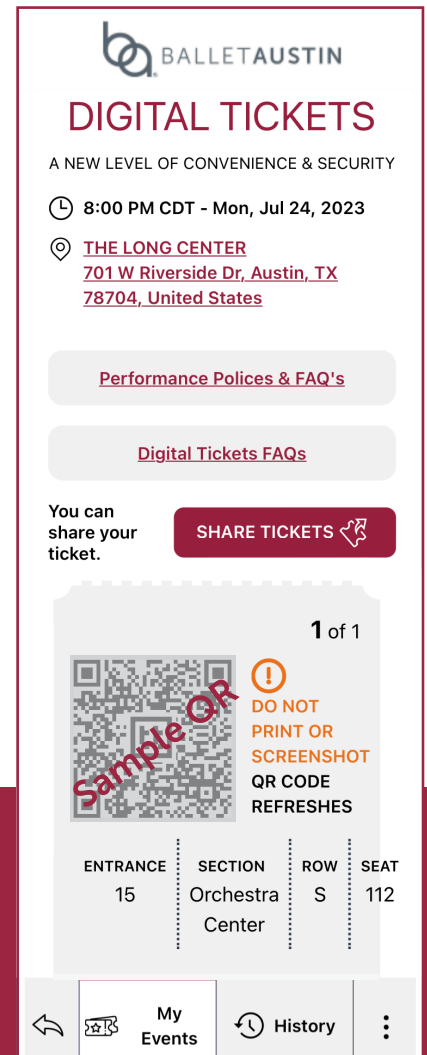 BALLETAUSTIN
DIGITAL TICKETS
A NEW LEVEL OF CONVENIENCE & SECURITY
8:00 PM CDT - Mon, Jul 24, 2023
THE LONG CENTER
701 W Riverside Dr, Austin, TX
78704, United States
Performance Polices & FAQ's
Digital Tickets FAQs
You can
share your
ticket.
SHARE TICKETS
1 of 1
Sample QR
DO NOT
PRINT OR
SCREENSHOT
QR CODE
REFRESHES
ENTRANCE SECTION ROW SEAT
15 Orchestra S 112
Center
My
Events
History